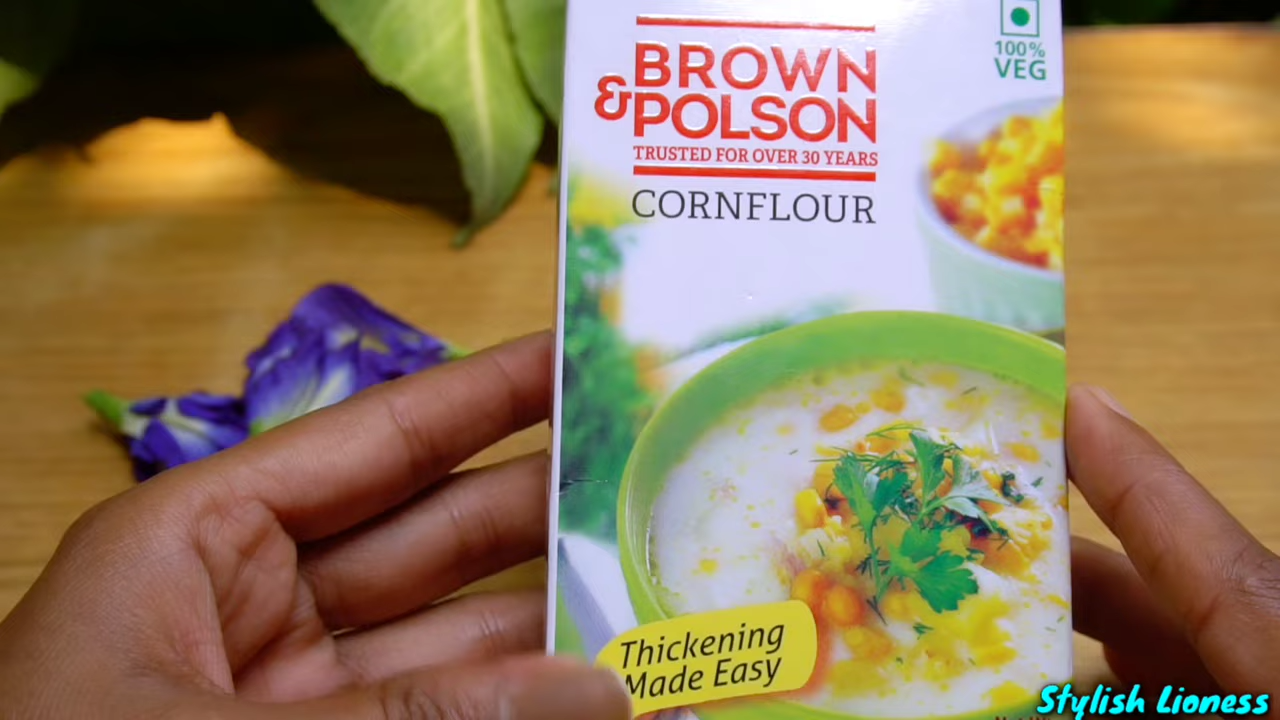 BROWN
& POLSON
TRUSTED FOR OVER 30 YEARS
CORNFLOUR
100%
VEG
Thickening
Made Easy
Stylish Lioness